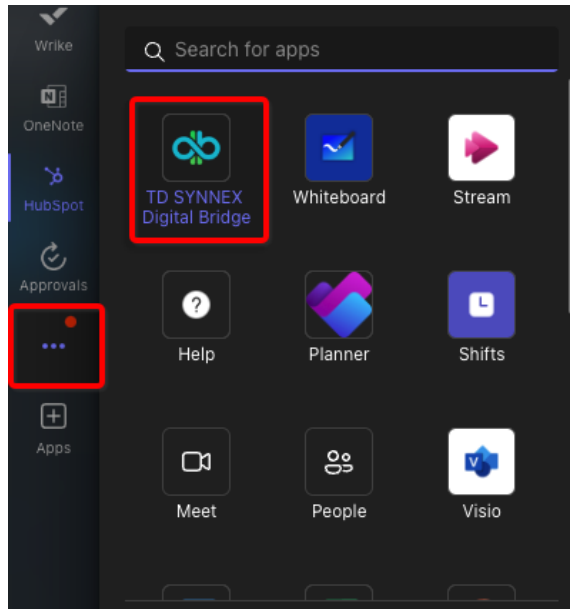 Wrike
OneNote
HubSpot
Approvals
Apps
Search for apps
TD SYNNEX
Digital Bridge
Whiteboard
Stream
Help
Planner
Shifts
Meet
People
Visio